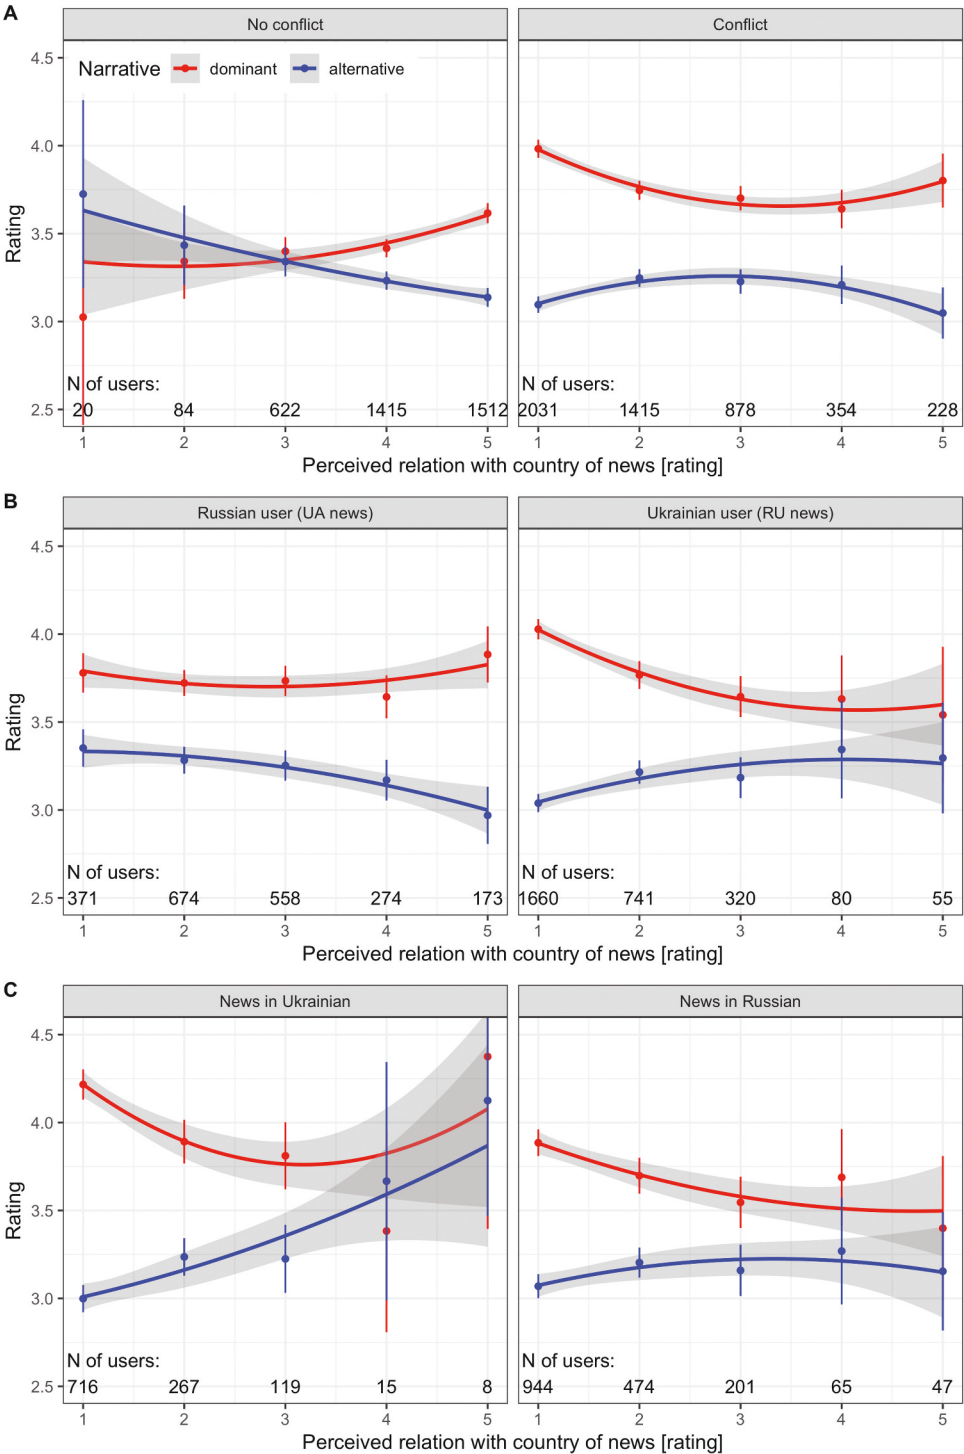 A
No conflict
Conflict
Narrative dominant alternative
4.5
4.0
3.5
3.0
2.5
Rating
N of users:
20 84 622 1415 1512
N of users:
2031 1415 878 354 228
1 2 3 4 5
1 2 3 4 5
Perceived relation with country of news [rating]
B
Russian user (UA news)
Ukrainian user (RU news)
4.5
4.0
3.5
3.0
2.5
Rating
N of users:
371 674 558 274 173
N of users:
1660 741 320 80 55
1 2 3 4 5
1 2 3 4 5
Perceived relation with country of news [rating]
C
News in Ukrainian
News in Russian
4.5
4.0
3.5
3.0
2.5
Rating
N of users:
716 267 119 15 8
N of users:
944 474 201 65 47
1 2 3 4 5
1 2 3 4 5
Perceived relation with country of news [rating]